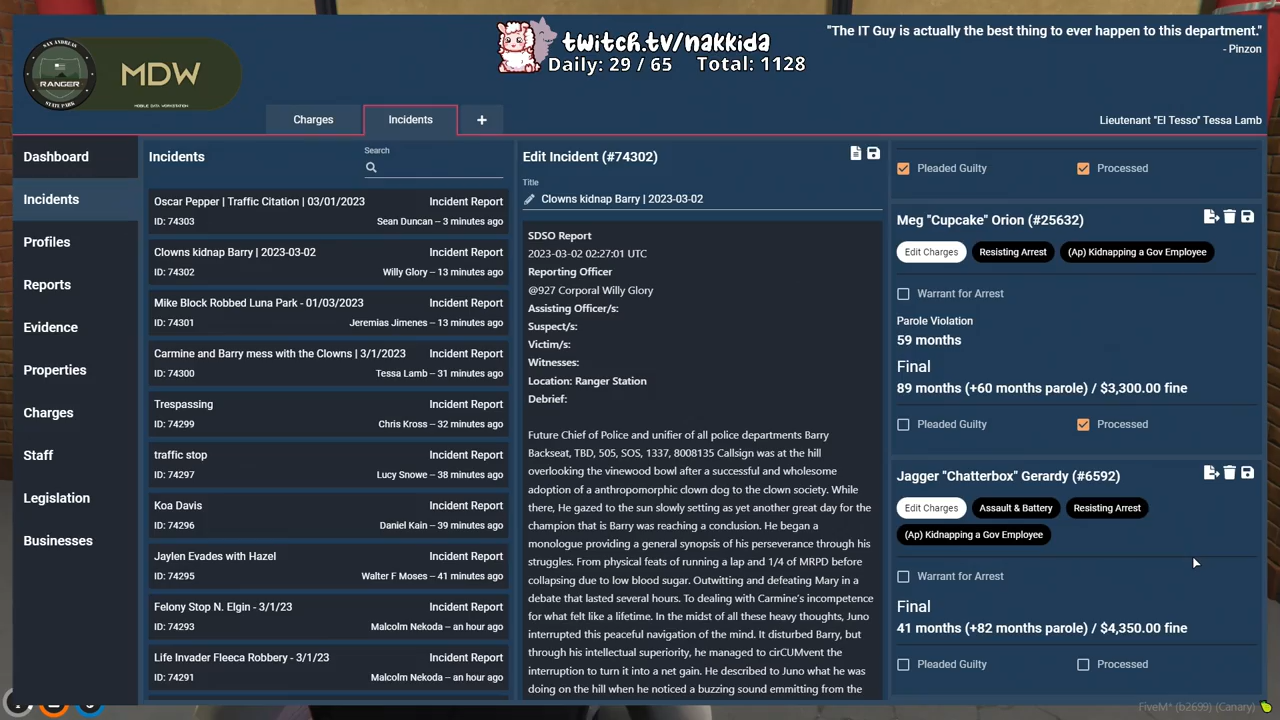 "The IT Guy is actually the best thing to ever happen to this department."
- Pinzon
twitch.tv/nakkida
Daily: 29 / 65 Total: 1128
SAN ANDREAS
RANGER
STATE PARK
MDW
MOBILE DATA WORKSTATION
Charges
Incidents
+
Lieutenant "El Tesso" Tessa Lamb
Dashboard
Incidents
Profiles
Reports
Evidence
Properties
Charges
Staff
Legislation
Businesses
Incidents
Search
Oscar Pepper | Traffic Citation | 03/01/2023 Incident Report
ID: 74303 Sean Duncan – 3 minutes ago
Clowns kidnap Barry | 2023-03-02 Incident Report
ID: 74302 Willy Glory – 13 minutes ago
Mike Block Robbed Luna Park - 01/03/2023 Incident Report
ID: 74301 Jeremias Jimenes – 13 minutes ago
Carmine and Barry mess with the Clowns | 3/1/2023 Incident Report
ID: 74300 Tessa Lamb – 31 minutes ago
Trespassing Incident Report
ID: 74299 Chris Kross – 32 minutes ago
traffic stop Incident Report
ID: 74297 Lucy Snowe – 38 minutes ago
Koa Davis Incident Report
ID: 74296 Daniel Kain – 39 minutes ago
Jaylen Evades with Hazel Incident Report
ID: 74295 Walter F Moses – 41 minutes ago
Felony Stop N. Elgin - 3/1/23 Incident Report
ID: 74293 Malcolm Nekoda – an hour ago
Life Invader Fleeca Robbery - 3/1/23 Incident Report
ID: 74291 Malcolm Nekoda – an hour ago
Edit Incident (#74302)
Title
Clowns kidnap Barry | 2023-03-02
SDSO Report
2023-03-02 02:27:01 UTC
Reporting Officer
@927 Corporal Willy Glory
Assisting Officer/s:
Suspect/s:
Victim/s:
Witnesses:
Location: Ranger Station
Debrief:
Future Chief of Police and unifier of all police departments Barry
Backseat, TBD, 505, SOS, 1337, 8008135 Callsign was at the hill
overlooking the vinewood bowl after a successful and wholesome
adoption of a anthropomorphic clown dog to the clown society. While
there, He gazed to the sun slowly setting as yet another great day for the
champion that is Barry was reaching a conclusion. He began a
monologue providing a general synopsis of his perseverance through his
struggles. From physical feats of running a lap and 1/4 of MRPD before
collapsing due to low blood sugar. Outwitting and defeating Mary in a
debate that lasted several hours. To dealing with Carmine's incompetence
for what felt like a lifetime. In the midst of all these heavy thoughts, Juno
interrupted this peaceful navigation of the mind. It disturbed Barry, but
through his intellectual superiority, he managed to cirCUMvent the
interruption to turn it into a net gain. He described to Juno what he was
doing on the hill when he noticed a buzzing sound emmitting from the
Pleaded Guilty Processed
Meg "Cupcake" Orion (#25632)
Edit Charges Resisting Arrest (Ap) Kidnapping a Gov Employee
Warrant for Arrest
Parole Violation
59 months
Final
89 months (+60 months parole) / $3,300.00 fine
Pleaded Guilty Processed
Jagger "Chatterbox" Gerardy (#6592)
Edit Charges Assault & Battery Resisting Arrest
(Ap) Kidnapping a Gov Employee
Warrant for Arrest
Final
41 months (+82 months parole) / $4,350.00 fine
Pleaded Guilty Processed
FiveM* (b2699) (Canary)